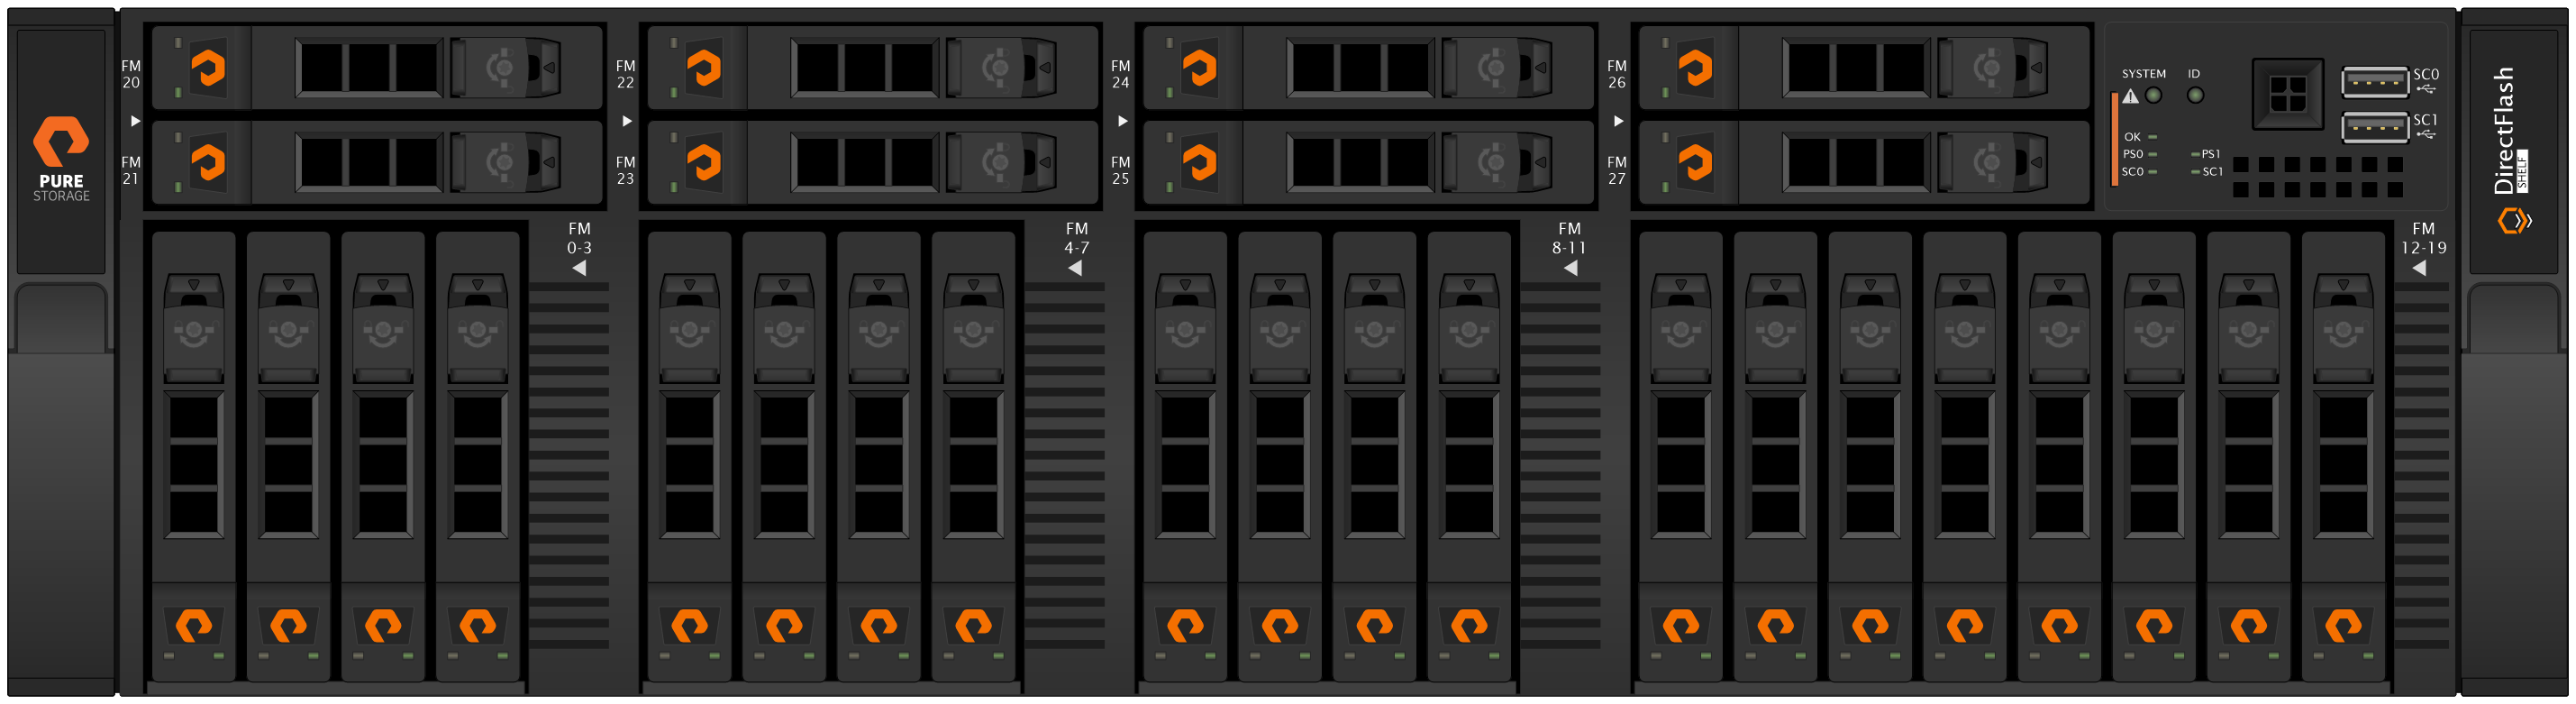 PURE
STORAGE
FM
20
FM
21
FM
22
FM
23
FM
24
FM
25
FM
26
FM
27
SYSTEM
ID
OK
PS0
PS1
SC0
SC1
SC0
SC1
DirectFlash
SHELF
FM
0-3
FM
4-7
FM
8-11
FM
12-19